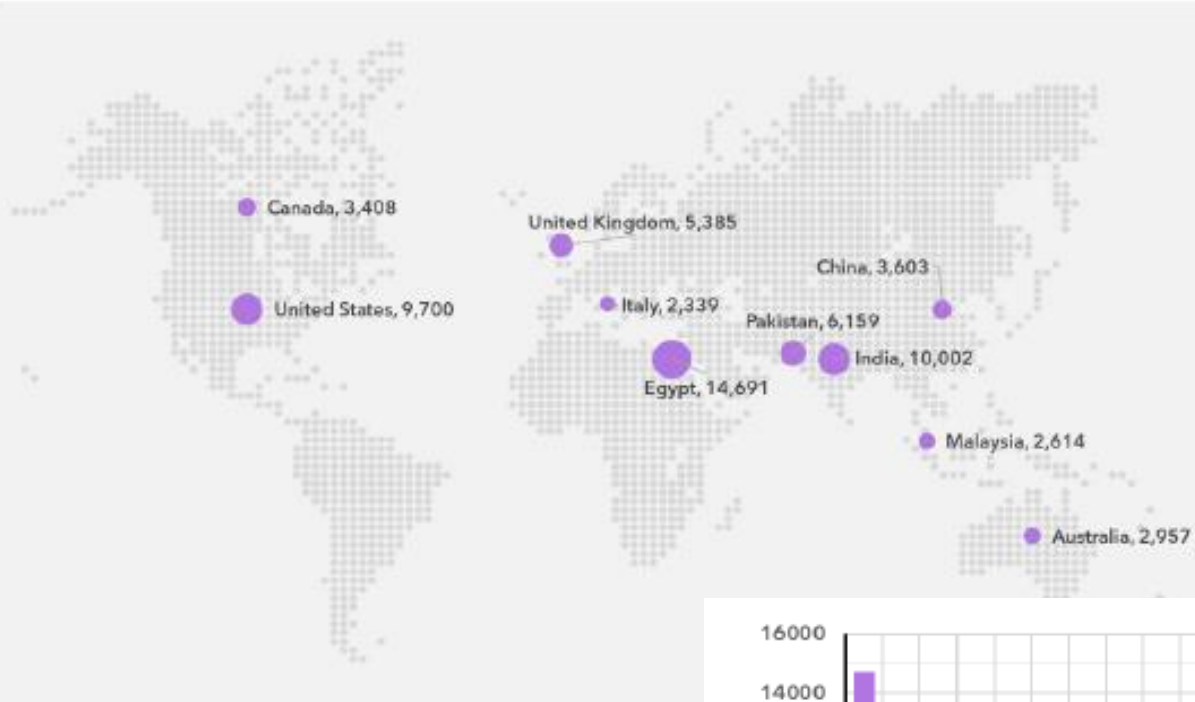 Canada, 3,408
United Kingdom, 5,385
China, 3,603
United States, 9,700
Italy, 2,339
Pakistan, 6,159
India, 10,002
Egypt, 14,691
Malaysia, 2,614
Australia, 2,957
16000
14000